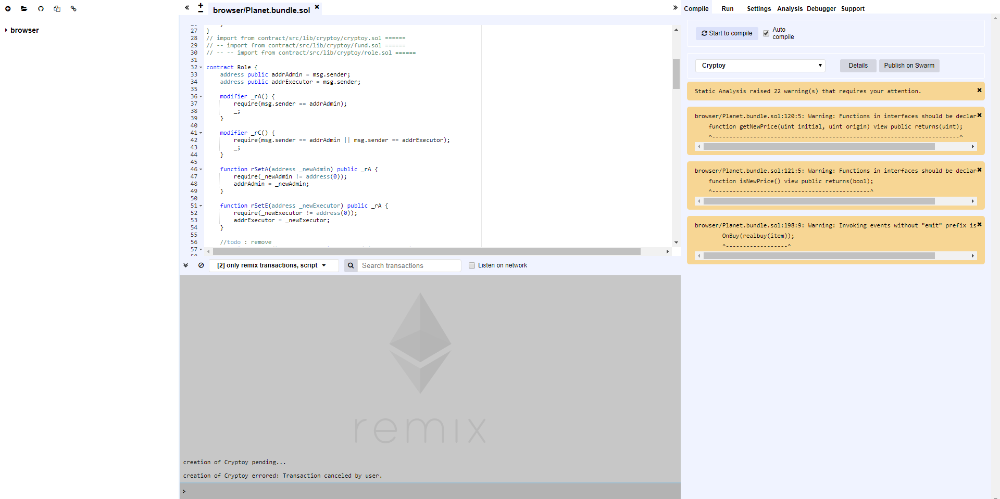 browser
browser/Planet.bundle.sol
27 }
28 // import from contract/src/lib/cryptoy/cryptoy.sol ======
29 // -- import from contract/src/lib/cryptoy/fund.sol ======
30 // -- -- import from contract/src/lib/cryptoy/role.sol ======
31
32 contract Role {
33 address public addrAdmin = msg.sender;
34 address public addrExecutor = msg.sender;
35
36 modifier _rA() {
37 require(msg.sender == addrAdmin);
38 _;
39 }
40
41 modifier _rC() {
42 require(msg.sender == addrAdmin || msg.sender == addrExecutor);
43 _;
44 }
45
46 function rSetA(address _newAdmin) public _rA {
47 require(_newAdmin != address(0));
48 addrAdmin = _newAdmin;
49 }
50
51 function rSetE(address _newExecutor) public _rA {
52 require(_newExecutor != address(0));
53 addrExecutor = _newExecutor;
54 }
55
56 //todo : remove
57
[2] only remix transactions, script
Search transactions
Listen on network
remix
creation of Cryptoy pending...
creation of Cryptoy errored: Transaction canceled by user.
>
Compile Run Settings Analysis Debugger Support
Start to compile
Auto
compile
Cryptoy
Details
Publish on Swarm
Static Analysis raised 22 warning(s) that requires your attention.
browser/Planet.bundle.sol:120:5: Warning: Functions in interfaces should be declar
function getNewPrice(uint initial, uint origin) view public returns(uint);
^------------------------------------------------------------------------^
browser/Planet.bundle.sol:121:5: Warning: Functions in interfaces should be declar
function isNewPrice() view public returns(bool);
^----------------------------------------------^
browser/Planet.bundle.sol:198:9: Warning: Invoking events without "emit" prefix is
OnBuy(realbuy(item));
^------------------^